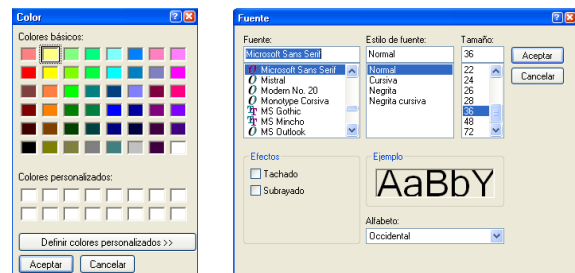 Color
Colores básicos:
Colores personalizados:
Definir colores personalizados >>
Aceptar
Cancelar
Fuente
Fuente:
Microsoft Sans Serif
Microsoft Sans Serif
Mistral
Modern No. 20
Monotype Corsiva
MS Gothic
MS Mincho
MS Outlook
Estilo de fuente:
Normal
Normal
Cursiva
Negrita
Negrita cursiva
Tamaño:
36
22
24
26
28
36
48
72
Aceptar
Cancelar
Efectos
Tachado
Subrayado
Ejemplo
AaBbY
Alfabeto:
Occidental